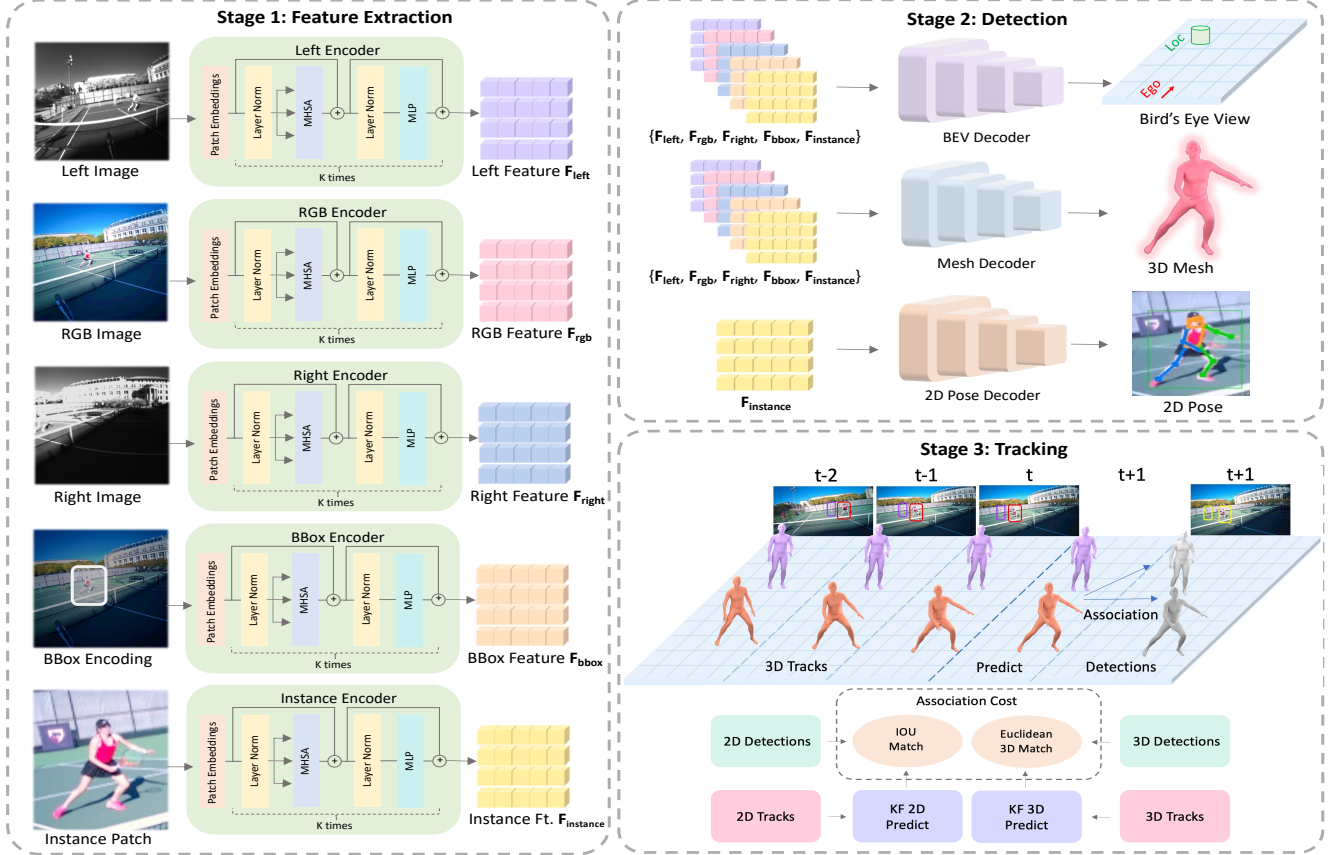 Stage 1: Feature Extraction
Left Encoder
Patch Embeddings
Layer Norm
MHSA
+
Layer Norm
MLP
+
K times
Left Image
Left Feature F_left
RGB Encoder
Patch Embeddings
Layer Norm
MHSA
+
Layer Norm
MLP
+
K times
RGB Image
RGB Feature F_rgb
Right Encoder
Patch Embeddings
Layer Norm
MHSA
+
Layer Norm
MLP
+
K times
Right Image
Right Feature F_right
BBox Encoder
Patch Embeddings
Layer Norm
MHSA
+
Layer Norm
MLP
+
K times
BBox Encoding
BBox Feature F_bbox
Instance Encoder
Patch Embeddings
Layer Norm
MHSA
+
Layer Norm
MLP
+
K times
Instance Patch
Instance Ft. F_instance
Stage 2: Detection
{F_left, F_rgb, F_right, F_bbox, F_instance}
BEV Decoder
Loc
Ego
Bird's Eye View
{F_left, F_rgb, F_right, F_bbox, F_instance}
Mesh Decoder
3D Mesh
F_instance
2D Pose Decoder
2D Pose
Stage 3: Tracking
t-2
t-1
t
t+1
t+1
Association
3D Tracks
Predict
Detections
Association Cost
2D Detections
IOU
Match
Euclidean
3D Match
3D Detections
2D Tracks
KF 2D
Predict
KF 3D
Predict
3D Tracks